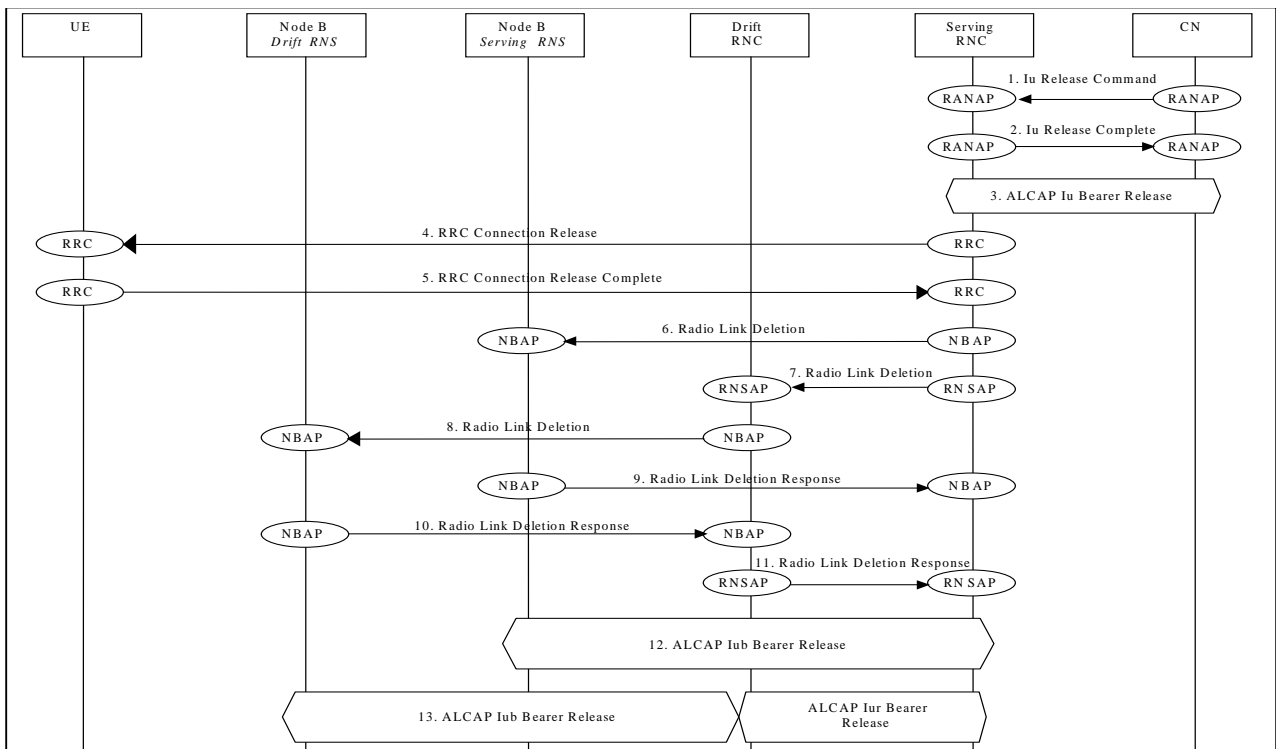 UE
Node B
Drift RNS
Node B
Serving RNS
Drift
RNC
Serving
RNC
CN
1. Iu Release Command
RANAP
RANAP
2. Iu Release Complete
RANAP
RANAP
3. ALCAP Iu Bearer Release
4. RRC Connection Release
RRC
RRC
5. RRC Connection Release Complete
RRC
RRC
6. Radio Link Deletion
NBAP
NBAP
7. Radio Link Deletion
RNSAP
RNSAP
8. Radio Link Deletion
NBAP
NBAP
9. Radio Link Deletion Response
NBAP
NBAP
10. Radio Link Deletion Response
NBAP
NBAP
11. Radio Link Deletion Response
RNSAP
RNSAP
12. ALCAP Iub Bearer Release
13. ALCAP Iub Bearer Release
ALCAP Iur Bearer
Release